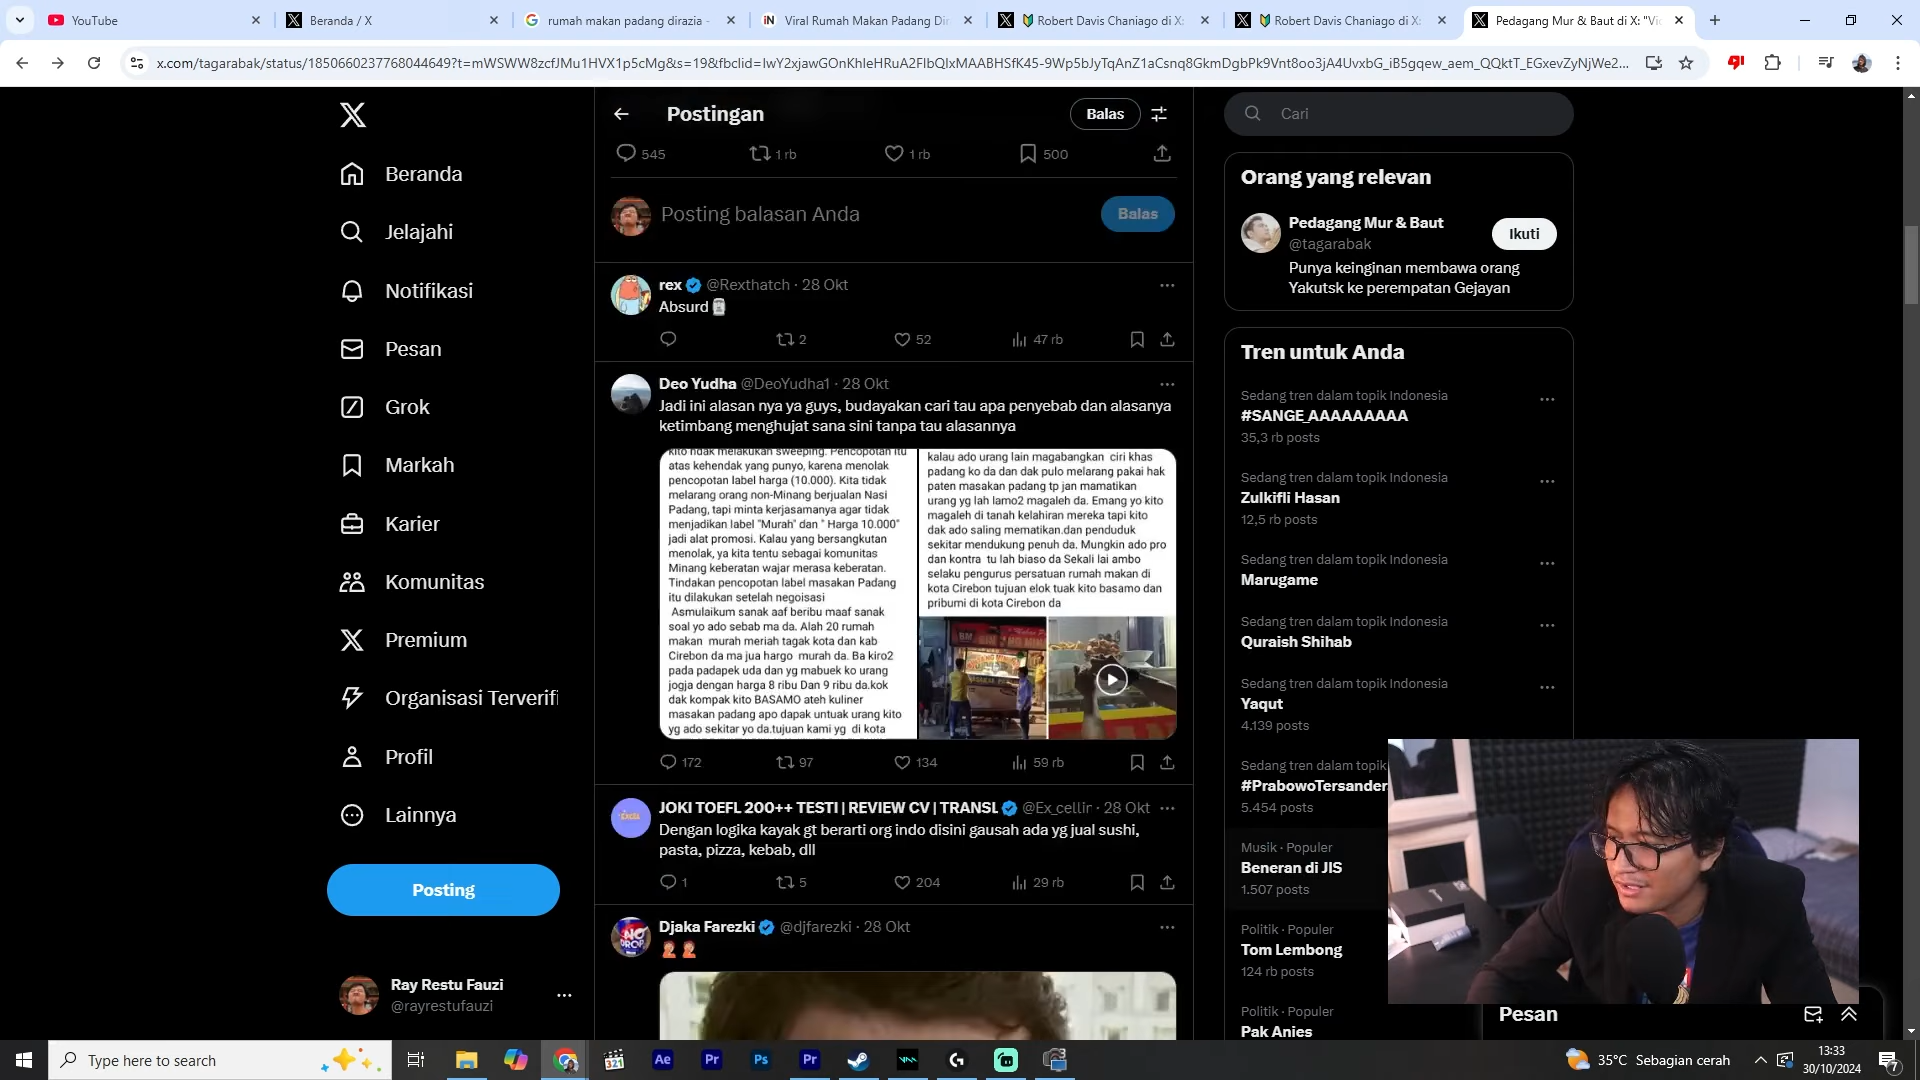 YouTube
Beranda / X
rumah makan padang dirazia -
Viral Rumah Makan Padang Dir
Robert Davis Chaniago di X:
Robert Davis Chaniago di X:
Pedagang Mur & Baut di X: "Vi
x.com/tagarabak/status/1850660237768044649?t=mWSWW8zcfJMu1HVX1p5cMg&s=19&fbclid=
Postingan
Balas
545
1 rb
1 rb
500
Posting balasan Anda
Balas
rex @Rexthatch · 28 Okt
Absurd
2
52
47 rb
Deo Yudha @DeoYudha1 · 28 Okt
Jadi ini alasan nya ya guys, budayakan cari tau apa penyebab dan alasanya
ketimbang menghujat sana sini tanpa tau alasannya
kito ndak melakukan sweeping. Pencopotan itu
atas kehendak yang punyo, karena menolak
pencopotan label harga (10.000). Kita tidak
melarang orang non-Minang berjualan Nasi
Padang, tapi minta kerjasamanya agar tidak
menjadikan label "Murah" dan " Harga 10.000"
jadi alat promosi. Kalau yang bersangkutan
menolak, ya kita tentu sebagai komunitas
Minang keberatan wajar merasa keberatan.
Tindakan pencopotan label masakan Padang
itu dilakukan setelah negoisasi
Asmulaikum sanak aaf beribu maaf sanak
soal yo ado sebab ma da. Alah 20 rumah
makan murah meriah tagak kota dan kab
Cirebon da ma jua hargo murah da. Ba kiro2
pada padapek uda dan yg mabuek ko urang
jogja dengan harga 8 ribu Dan 9 ribu da.kok
dak kompak kito BASAMO ateh kuliner
masakan padang apo dapak untuak urang kito
yg ado sekitar yo da.tujuan kami yg di kota
kalau ado urang lain magabangkan ciri khas
padang ko da dan dak pulo melarang pakai hak
paten masakan padang tp jan mamatikan
urang yg lah lamo2 magaleh da. Emang yo kito
magaleh di tanah kelahiran mereka tapi kito
dak ado saling mematikan.dan penduduk
sekitar mendukung penuh da. Mungkin ado pro
dan kontra tu lah biaso da Sekali lai ambo
selaku pengurus persatuan rumah makan di
kota Cirebon tujuan elok tuak kito basamo dan
pribumi di kota Cirebon da
172
97
134
59 rb
JOKI TOEFL 200++ TESTI | REVIEW CV | TRANSL @Ex_cellir · 28 Okt
Dengan logika kayak gt berarti org indo disini gausah ada yg jual sushi,
pasta, pizza, kebab, dll
1
5
204
29 rb
Djaka Farezki @djfarezki · 28 Okt
Beranda
Jelajahi
Notifikasi
Pesan
Grok
Markah
Karier
Komunitas
Premium
Organisasi Terverifi
Profil
Lainnya
Posting
Ray Restu Fauzi
@rayrestufauzi
Cari
Orang yang relevan
Pedagang Mur & Baut
@tagarabak
Ikuti
Punya keinginan membawa orang
Yakutsk ke perempatan Gejayan
Tren untuk Anda
Sedang tren dalam topik Indonesia
#SANGE_AAAAAAAAA
35,3 rb posts
Sedang tren dalam topik Indonesia
Zulkifli Hasan
12,5 rb posts
Sedang tren dalam topik Indonesia
Marugame
Sedang tren dalam topik Indonesia
Quraish Shihab
Sedang tren dalam topik Indonesia
Yaqut
4.139 posts
Sedang tren dalam topik
#PrabowoTersander
5.454 posts
Musik · Populer
Beneran di JIS
1.507 posts
Politik · Populer
Tom Lembong
124 rb posts
Politik · Populer
Pak Anies
Pesan
Type here to search
35°C Sebagian cerah
13:33
30/10/2024
7